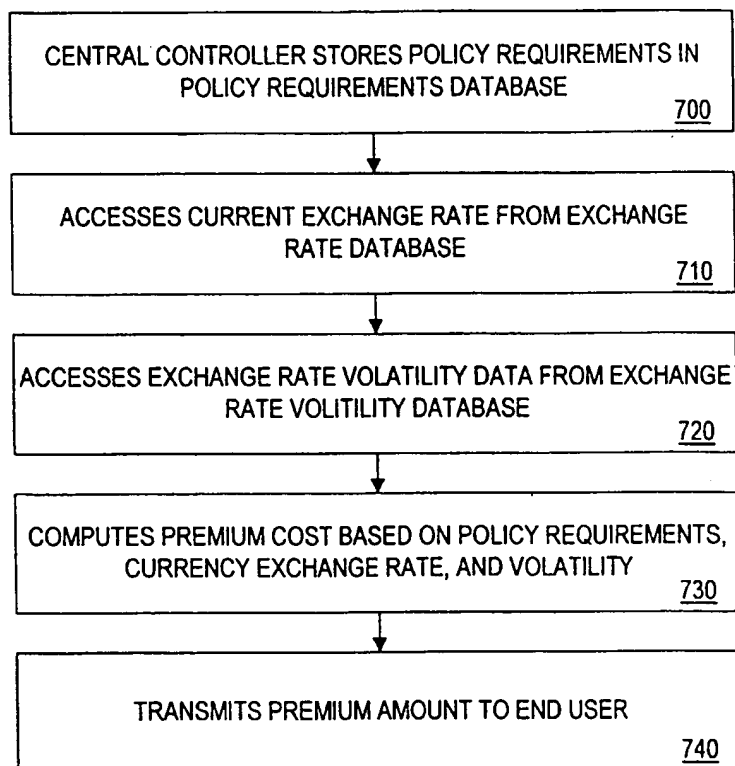 CENTRAL CONTROLLER STORES POLICY REQUIREMENTS IN
POLICY REQUIREMENTS DATABASE
700
ACCESSES CURRENT EXCHANGE RATE FROM EXCHANGE
RATE DATABASE
710
ACCESSES EXCHANGE RATE VOLATILITY DATA FROM EXCHANGE
RATE VOLITILITY DATABASE
720
COMPUTES PREMIUM COST BASED ON POLICY REQUIREMENTS,
CURRENCY EXCHANGE RATE, AND VOLATILITY
730
TRANSMITS PREMIUM AMOUNT TO END USER
740